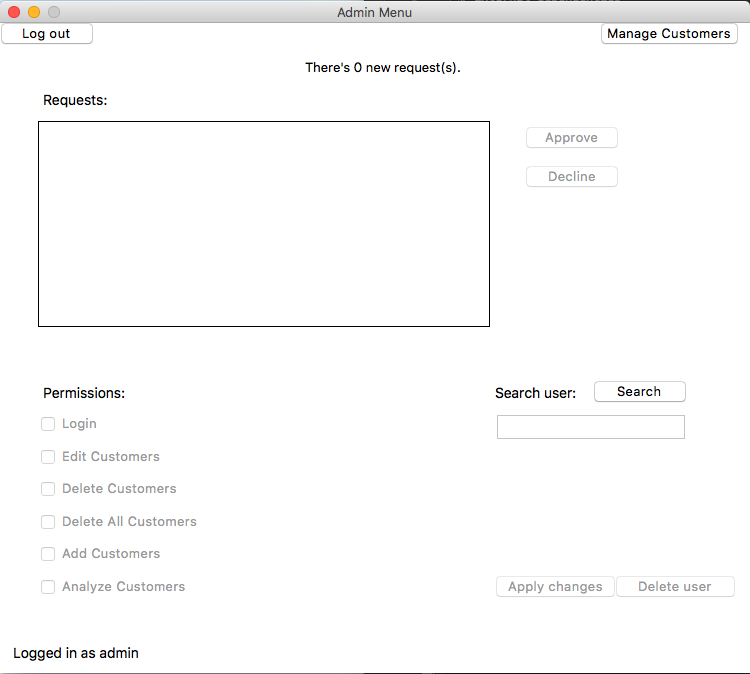 Admin Menu
Log out
Manage Customers
There's 0 new request(s).
Requests:
Approve
Decline
Permissions:
Search user:
Search
Login
Edit Customers
Delete Customers
Delete All Customers
Add Customers
Analyze Customers
Apply changes
Delete user
Logged in as admin